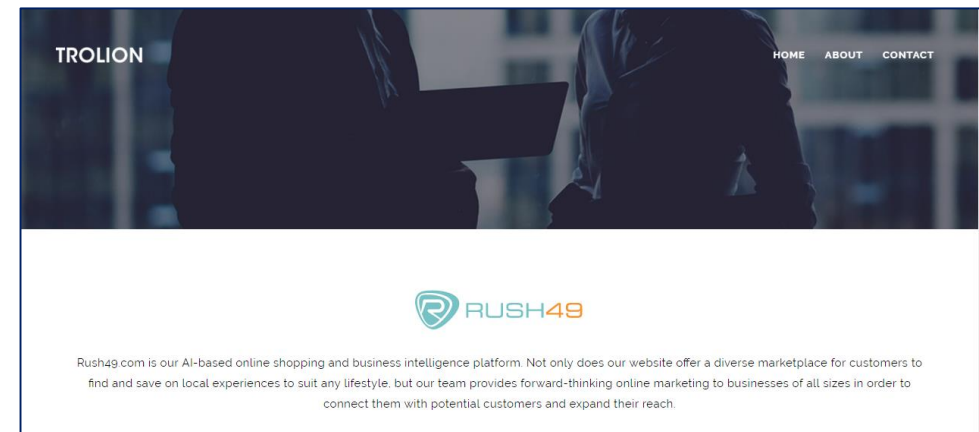 TROLION
HOME ABOUT CONTACT
RUSH49
Rush49.com is our AI-based online shopping and business intelligence platform. Not only does our website offer a diverse marketplace for customers to
find and save on local experiences to suit any lifestyle, but our team provides forward-thinking online marketing to businesses of all sizes in order to
connect them with potential customers and expand their reach.